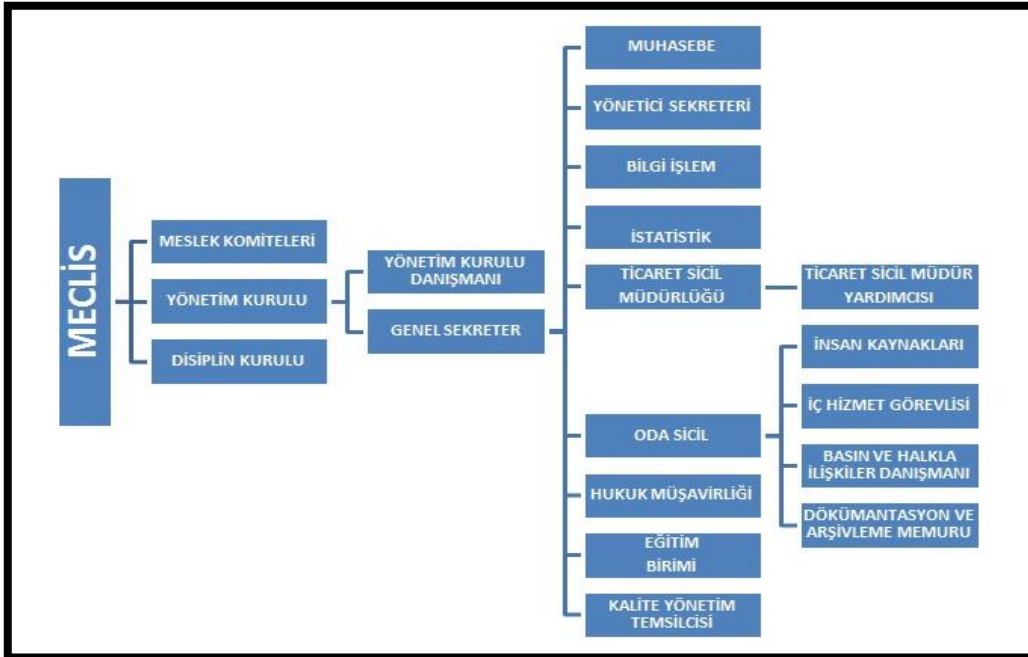 MECLİS
MESLEK KOMİTELERİ
YÖNETİM KURULU
DİSİPLİN KURULU
YÖNETİM KURULU
DANIŞMANI
GENEL SEKRETER
MUHASEBE
YÖNETİCİ SEKRETERİ
BİLGİ İŞLEM
İSTATİSTİK
TİCARET SİCİL
MÜDÜRLÜĞÜ
TİCARET SİCİL MÜDÜR
YARDIMCISI
ODA SİCİL
İNSAN KAYNAKLARI
İÇ HİZMET GÖREVLİSİ
BASIN VE HALKLA
İLİŞKİLER DANIŞMANI
DÖKÜMANTASYON VE
ARŞİVLEME MEMURU
HUKUK MÜŞAVİRLİĞİ
EĞİTİM
BİRİMİ
KALİTE YÖNETİM
TEMSİLCİSİ